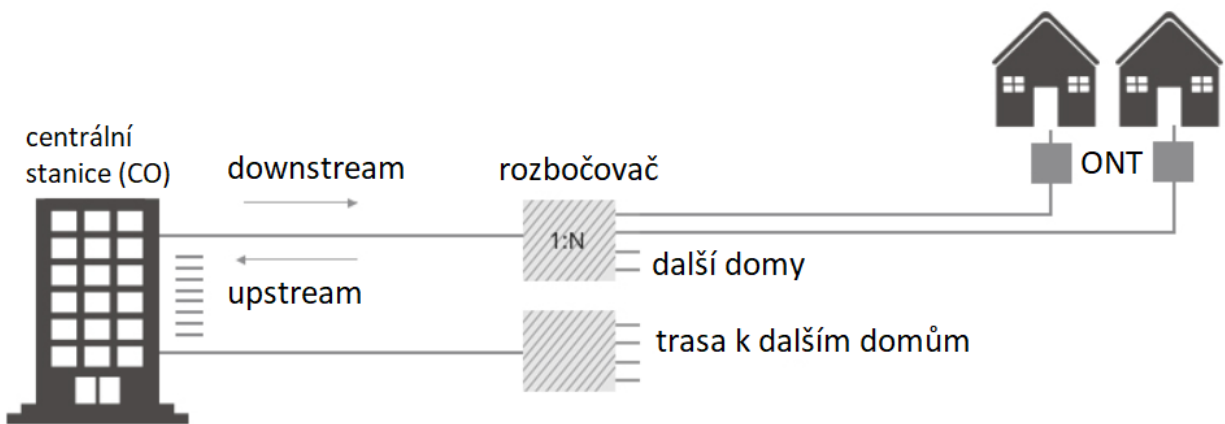 centrální
stanice (CO)
downstream
rozbočovač
ONT
1:N
další domy
upstream
trasa k dalším domům